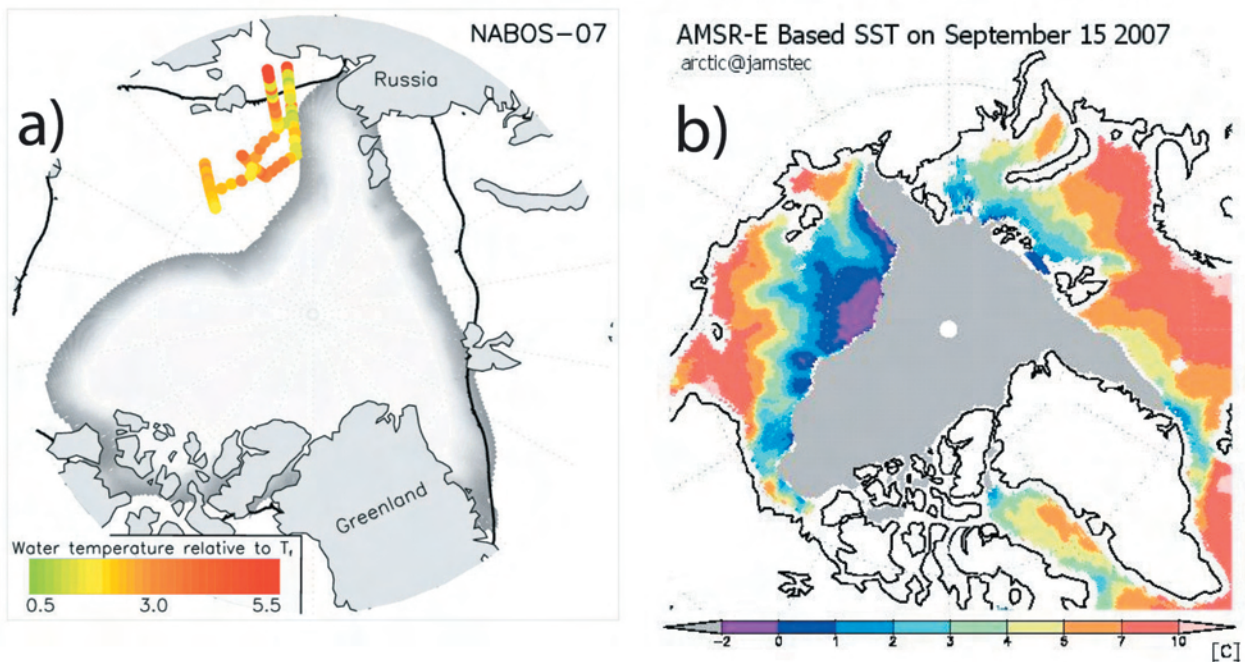 NABOS-07
a)
Russia
Greenland
Water temperature relative to Tf
0.5 3.0 5.5
AMSR-E Based SST on September 15 2007
arctic@jamstec
b)
-2 0 1 2 3 4 5 7 10
[C]